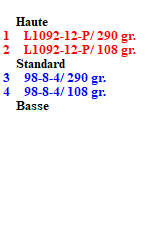 Haute
1 L1092-12-P/ 290 gr.
2 L1092-12-P/ 108 gr.
Standard
3 98-8-4/ 290 gr.
4 98-8-4/ 108 gr.
Basse